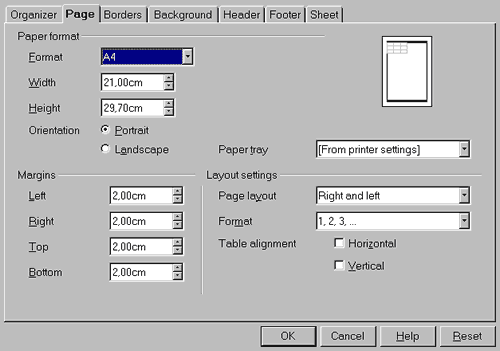 Organizer Page Borders Background Header Footer Sheet
Paper format
Format A4
Width 21,00cm
Height 29,70cm
Orientation Portrait
Landscape Paper tray [From printer settings]
Margins Layout settings
Left 2,00cm Page layout Right and left
Right 2,00cm Format 1, 2, 3, ...
Top 2,00cm Table alignment Horizontal
Bottom 2,00cm Vertical
OK Cancel Help Reset